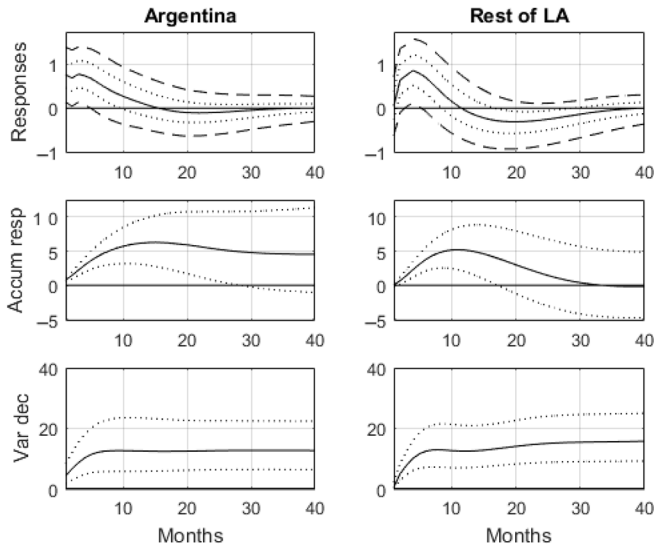 Argentina Rest of LA
Responses
1 1
0 0
–1 –1
10 20 30 40 10 20 30 40
Accum resp
1 0 10
5 5
0 0
–5 –5
10 20 30 40 10 20 30 40
Var dec
40 40
20 20
0 0
10 20 30 40 10 20 30 40
Months Months